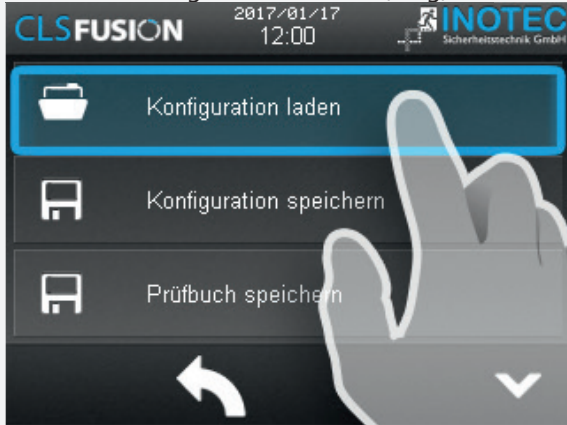 CLSFUSION
2017/01/17
12:00
INOTEC
Sicherheitstechnik GmbH
Konfiguration laden
Konfiguration speichern
Prüfbuch speichern